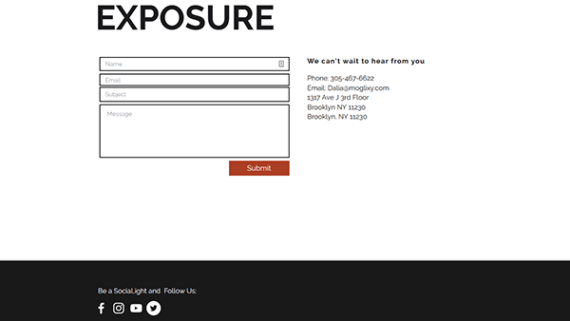 EXPOSURE
Name
Email
Subject
Message
Submit
We can't wait to hear from you
Phone: 305-467-6622
Email: Dalia@moglixy.com
1317 Ave J 3rd Floor
Brooklyn NY 11230
Brooklyn, NY 11230
Be a SociaLight and Follow Us: